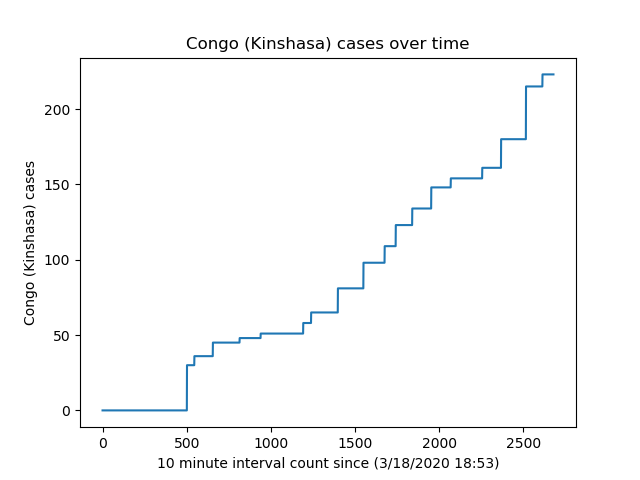 Congo (Kinshasa) cases over time
Congo (Kinshasa) cases
200
150
100
50
0
0 500 1000 1500 2000 2500
10 minute interval count since (3/18/2020 18:53)